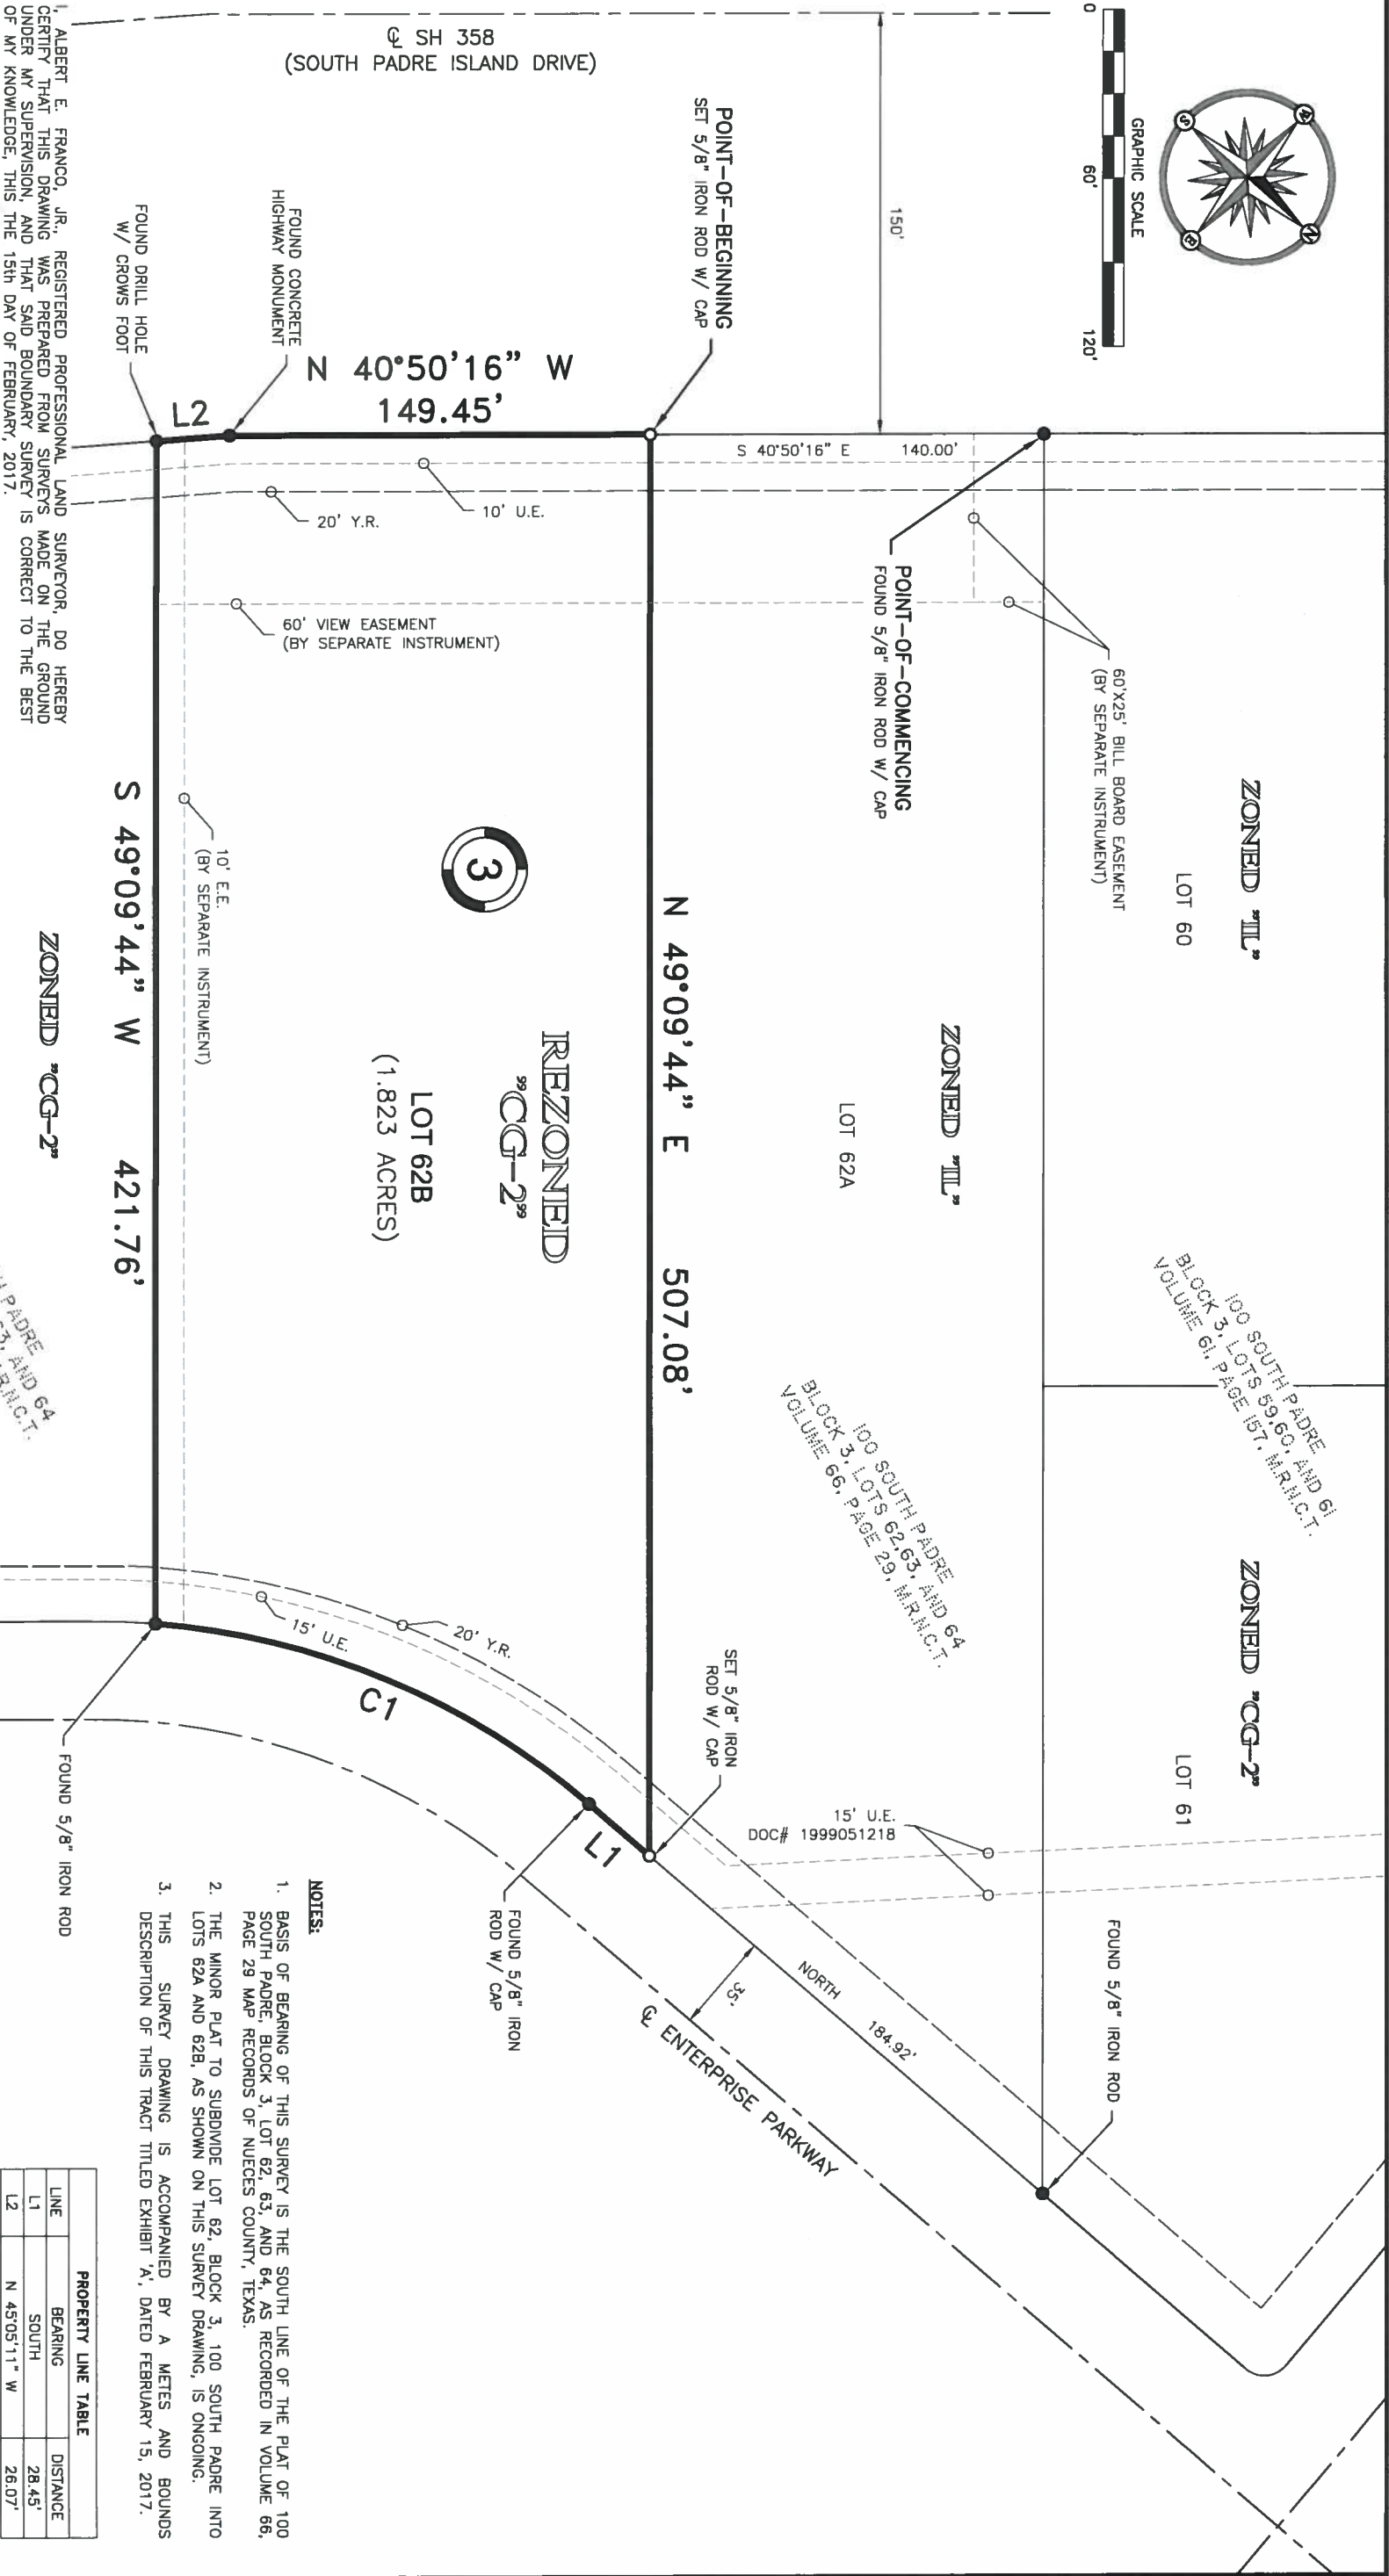 GRAPHIC SCALE
0
60'
120'
N
E
S
W
℄ SH 358
(SOUTH PADRE ISLAND DRIVE)
150'
POINT-OF-BEGINNING
SET 5/8" IRON ROD W/ CAP
FOUND CONCRETE
HIGHWAY MONUMENT
FOUND DRILL HOLE
W/ CROWS FOOT
N 40°50'16" W
149.45'
L2
S 40°50'16" E 140.00'
10' U.E.
20' Y.R.
60' VIEW EASEMENT
(BY SEPARATE INSTRUMENT)
POINT-OF-COMMENCING
FOUND 5/8" IRON ROD W/ CAP
60'X25' BILL BOARD EASEMENT
(BY SEPARATE INSTRUMENT)
ZONED "IL"
LOT 60
ZONED "IL"
LOT 62A
100 SOUTH PADRE
BLOCK 3, LOTS 59,60, AND 61
VOLUME 61, PAGE 157, M.R.N.C.T.
100 SOUTH PADRE
BLOCK 3, LOTS 62,63, AND 64
VOLUME 66, PAGE 29, M.R.N.C.T.
ZONED "CG-2"
LOT 61
N 49°09'44" E 507.08'
3
REZONED
"CG-2"
LOT 62B
(1.823 ACRES)
10' E.E.
(BY SEPARATE INSTRUMENT)
S 49°09'44" W 421.76'
ZONED "CG-2"
PADRE
63, AND 64
R.N.C.T.
15' U.E.
20' Y.R.
C1
L1
SET 5/8" IRON
ROD W/ CAP
15' U.E.
DOC# 1999051218
FOUND 5/8" IRON ROD
FOUND 5/8" IRON
ROD W/ CAP
FOUND 5/8" IRON ROD
NORTH 184.92'
35'
℄ ENTERPRISE PARKWAY
I, ALBERT E. FRANCO, JR., REGISTERED PROFESSIONAL LAND SURVEYOR, DO HEREBY
CERTIFY THAT THIS DRAWING WAS PREPARED FROM SURVEYS MADE ON THE GROUND
UNDER MY SUPERVISION, AND THAT SAID BOUNDARY SURVEY IS CORRECT TO THE BEST
OF MY KNOWLEDGE, THIS THE 15th DAY OF FEBRUARY, 2017.
NOTES:
1. BASIS OF BEARING OF THIS SURVEY IS THE SOUTH LINE OF THE PLAT OF 100
SOUTH PADRE, BLOCK 3, LOT 62, 63, AND 64, AS RECORDED IN VOLUME 66,
PAGE 29 MAP RECORDS OF NUECES COUNTY, TEXAS.
2. THE MINOR PLAT TO SUBDIVIDE LOT 62, BLOCK 3, 100 SOUTH PADRE INTO
LOTS 62A AND 62B, AS SHOWN ON THIS SURVEY DRAWING, IS ONGOING.
3. THIS SURVEY DRAWING IS ACCOMPANIED BY A METES AND BOUNDS
DESCRIPTION OF THIS TRACT TITLED EXHIBIT 'A', DATED FEBRUARY 15, 2017.
PROPERTY LINE TABLE
LINE BEARING DISTANCE
L1 SOUTH 28.45'
L2 N 45°05'11" W 26.07'